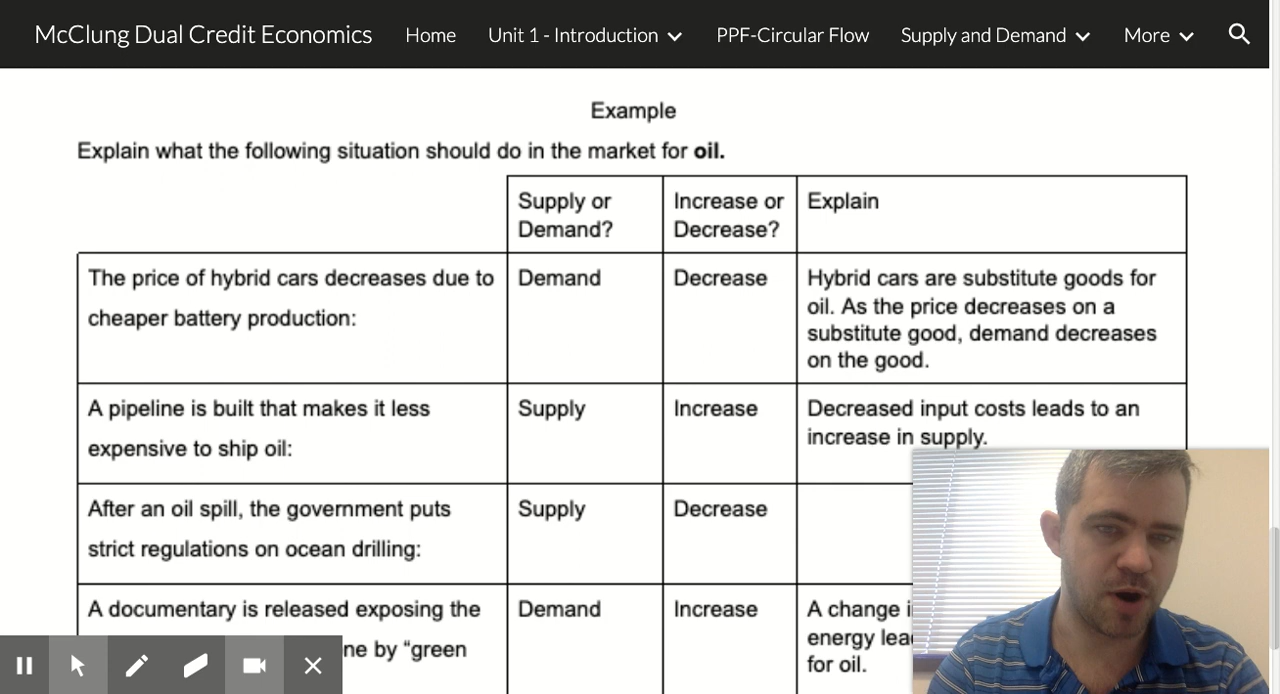 McClung Dual Credit Economics Home Unit 1 - Introduction PPF-Circular Flow Supply and Demand More
Example
Explain what the following situation should do in the market for oil.
Supply or Demand? Increase or Decrease? Explain
The price of hybrid cars decreases due to
cheaper battery production:
Demand
Decrease
Hybrid cars are substitute goods for
oil. As the price decreases on a
substitute good, demand decreases
on the good.
A pipeline is built that makes it less
expensive to ship oil:
Supply
Increase
Decreased input costs leads to an
increase in supply.
After an oil spill, the government puts
strict regulations on ocean drilling:
Supply
Decrease
A documentary is released exposing the
by “green
Demand
Increase
A change
energy
for oil.